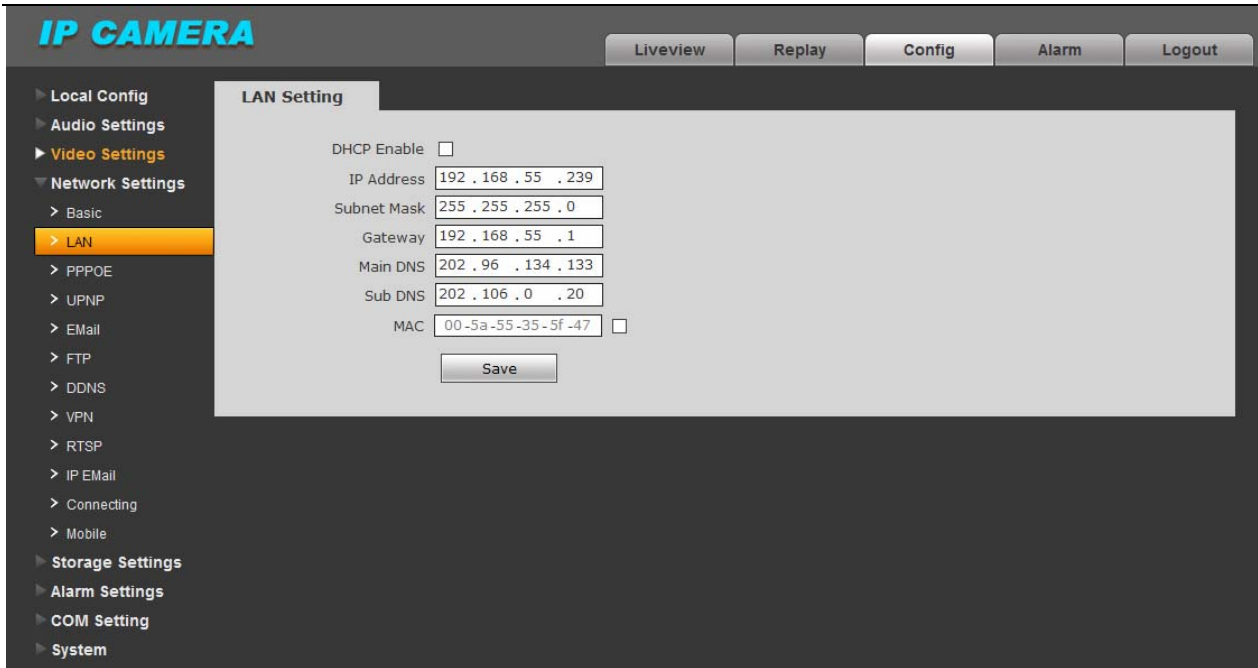 IP CAMERA
Liveview Replay Config Alarm Logout
Local Config
Audio Settings
Video Settings
Network Settings
> Basic
> LAN
> PPPOE
> UPNP
> EMail
> FTP
> DDNS
> VPN
> RTSP
> IP EMail
> Connecting
> Mobile
Storage Settings
Alarm Settings
COM Setting
System
LAN Setting
DHCP Enable
IP Address 192 . 168 . 55 . 239
Subnet Mask 255 . 255 . 255 . 0
Gateway 192 . 168 . 55 . 1
Main DNS 202 . 96 . 134 . 133
Sub DNS 202 . 106 . 0 . 20
MAC 00-5a-55-35-5f-47
Save